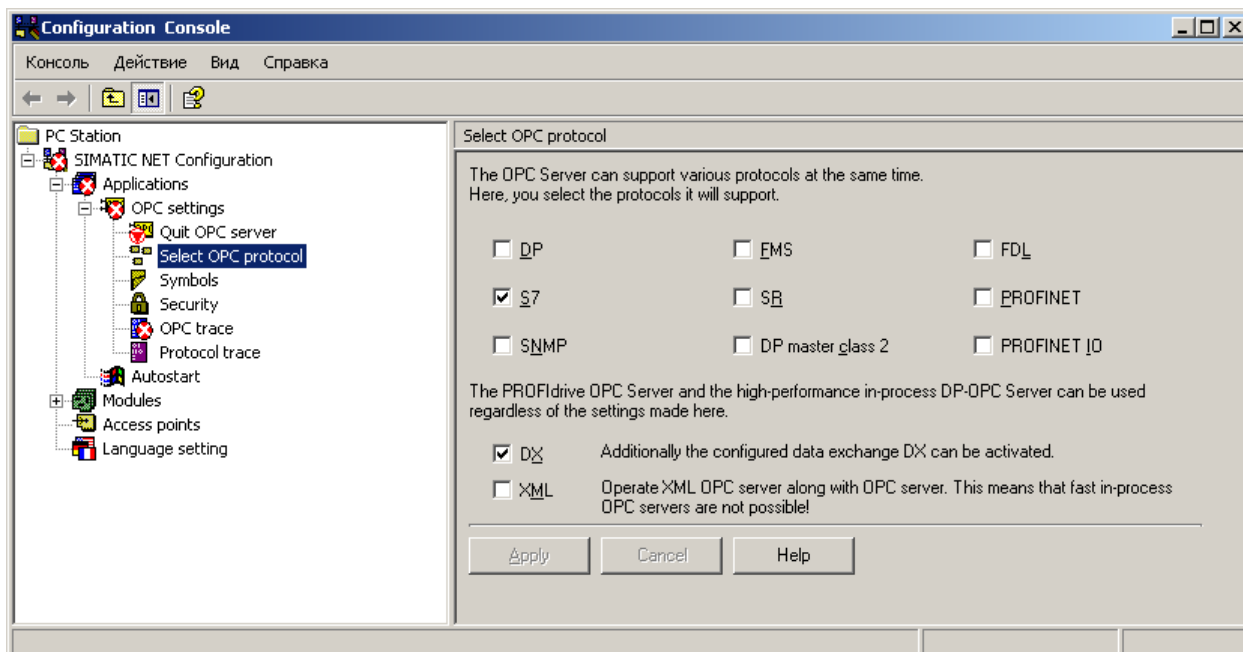 Configuration Console
Консоль Действие Вид Справка
PC Station
SIMATIC NET Configuration
Applications
OPC settings
Quit OPC server
Select OPC protocol
Symbols
Security
OPC trace
Protocol trace
Autostart
Modules
Access points
Language setting
Select OPC protocol
The OPC Server can support various protocols at the same time.
Here, you select the protocols it will support.
DP FMS FDL
S7 SR PROFINET
SNMP DP master class 2 PROFINET IO
The PROFIdrive OPC Server and the high-performance in-process DP-OPC Server can be used
regardless of the settings made here.
DX Additionally the configured data exchange DX can be activated.
XML Operate XML OPC server along with OPC server. This means that fast in-process
OPC servers are not possible!
Apply Cancel Help